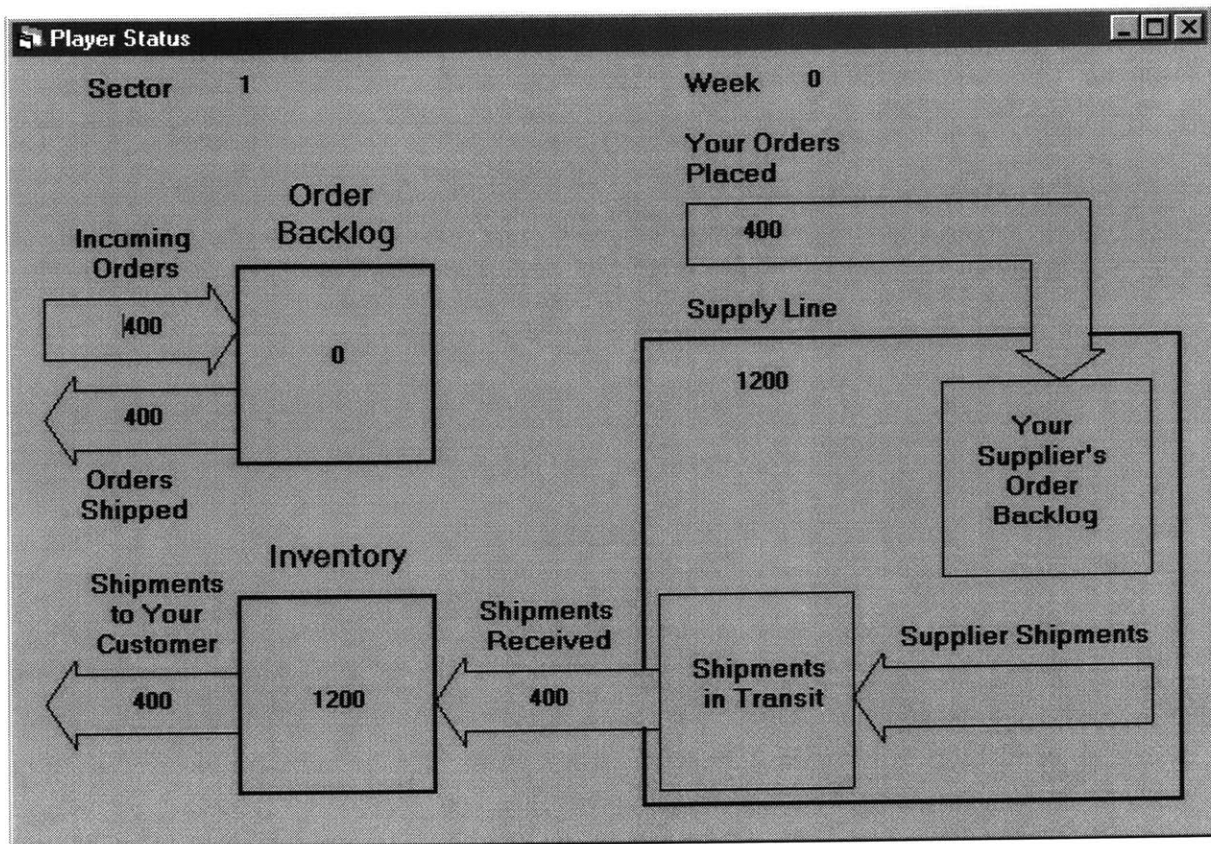 Player Status
Sector 1
Week 0
Your Orders
Placed
400
Order
Backlog
Incoming
Orders
400
0
400
Orders
Shipped
Supply Line
1200
Your
Supplier's
Order
Backlog
Inventory
Shipments
to Your
Customer
400
1200
Shipments
Received
400
Shipments
in Transit
Supplier Shipments